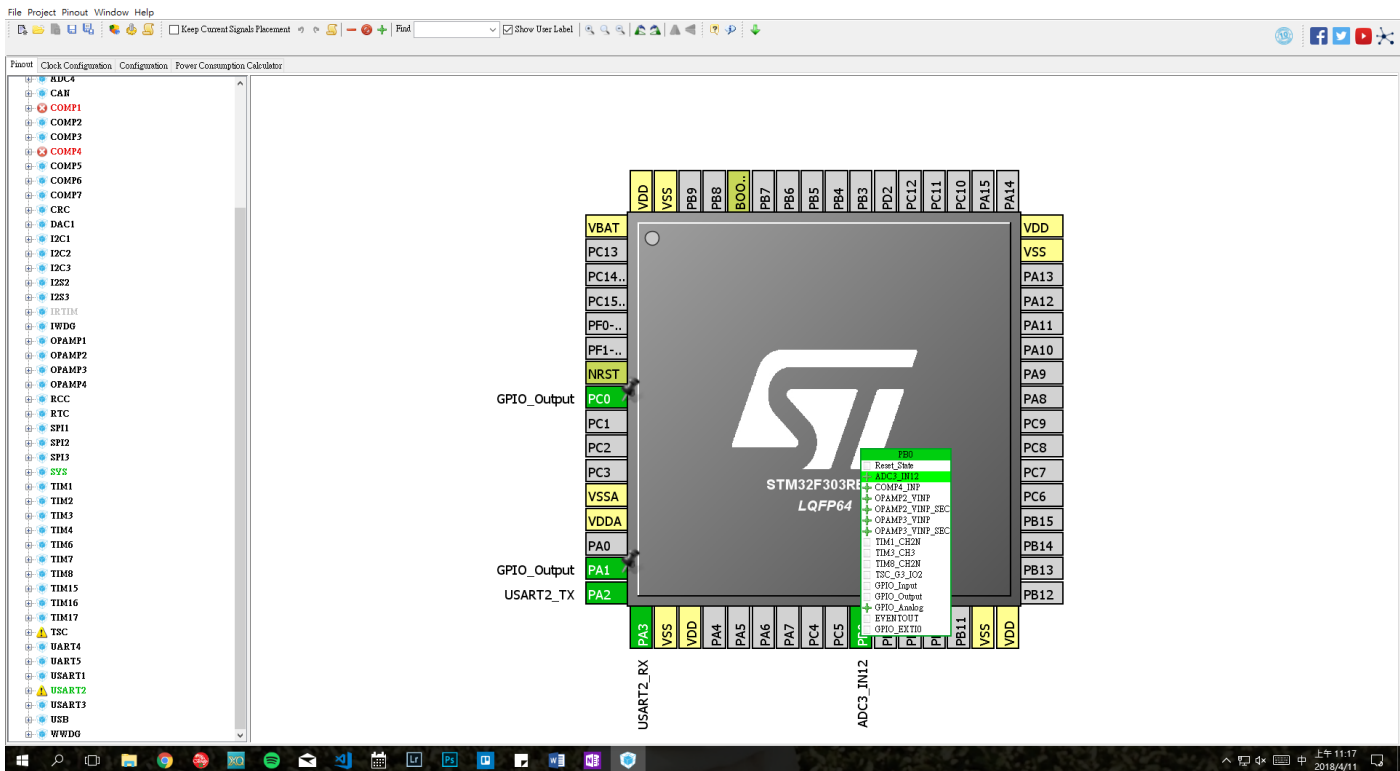 File Project Pinout Window Help
Keep Current Signals Placement
Find
Show User Label
Pinout Clock Configuration Configuration Power Consumption Calculator
ADC4
CAN
COMP1
COMP2
COMP3
COMP4
COMP5
COMP6
COMP7
CRC
DAC1
I2C1
I2C2
I2C3
I2S2
I2S3
IRTIM
IWDG
OPAMP1
OPAMP2
OPAMP3
OPAMP4
RCC
RTC
SPI1
SPI2
SPI3
SYS
TIM1
TIM2
TIM3
TIM4
TIM6
TIM7
TIM8
TIM15
TIM16
TIM17
TSC
UART4
UART5
USART1
USART2
USART3
USB
WWDG
VDD
VSS
PB9
PB8
BOO..
PB7
PB6
PB5
PB4
PB3
PD2
PC12
PC11
PC10
PA15
PA14
VBAT
PC13
PC14..
PC15..
PF0-..
PF1-..
NRST
GPIO_Output PC0
PC1
PC2
PC3
VSSA
VDDA
PA0
GPIO_Output PA1
USART2_TX PA2
ST
STM32F303RE
LQFP64
PB0
Reset_State
ADC3_IN12
COMP4_INP
OPAMP2_VINP
OPAMP2_VINP_SEC
OPAMP3_VINP
OPAMP3_VINP_SEC
TIM1_CH2N
TIM3_CH3
TIM8_CH2N
TSC_G3_IO2
GPIO_Input
GPIO_Output
GPIO_Analog
EVENTOUT
GPIO_EXTI0
VDD
VSS
PA13
PA12
PA11
PA10
PA9
PA8
PC9
PC8
PC7
PC6
PB15
PB14
PB13
PB12
PA3
VSS
VDD
PA4
PA5
PA6
PA7
PC4
PC5
PB11
VSS
VDD
USART2_RX
ADC3_IN12
Lr
Ps
中
上午 11:17
2018/4/11